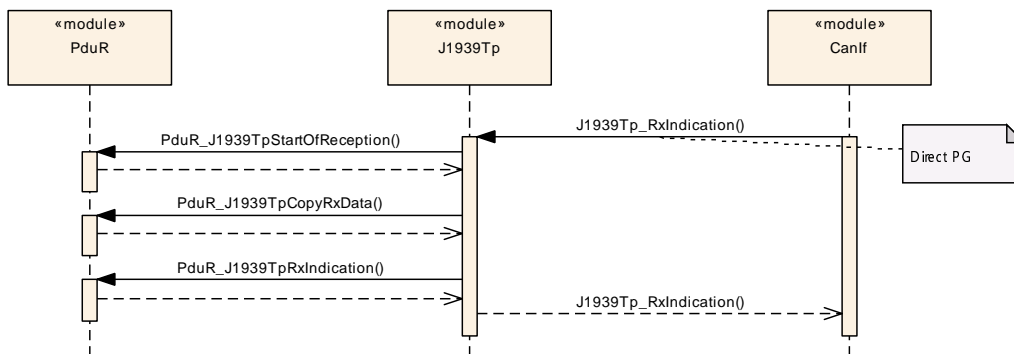 «module»
PduR
«module»
J1939Tp
«module»
CanIf
J1939Tp_RxIndication()
PduR_J1939TpStartOfReception()
Direct PG
PduR_J1939TpCopyRxData()
PduR_J1939TpRxIndication()
J1939Tp_RxIndication()